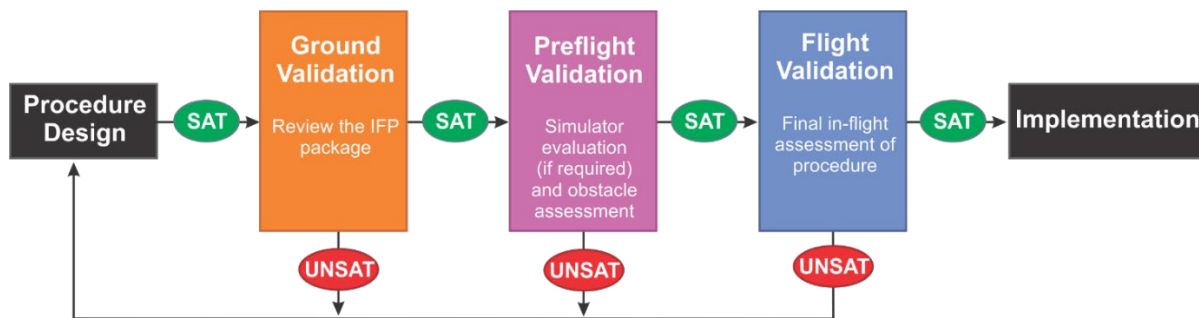 Procedure
Design
SAT
Ground
Validation
Review the IFP
package
SAT
Preflight
Validation
Simulator
evaluation
(if required)
and obstacle
assessment
SAT
Flight
Validation
Final in-flight
assessment of
procedure
SAT
Implementation
UNSAT
UNSAT
UNSAT